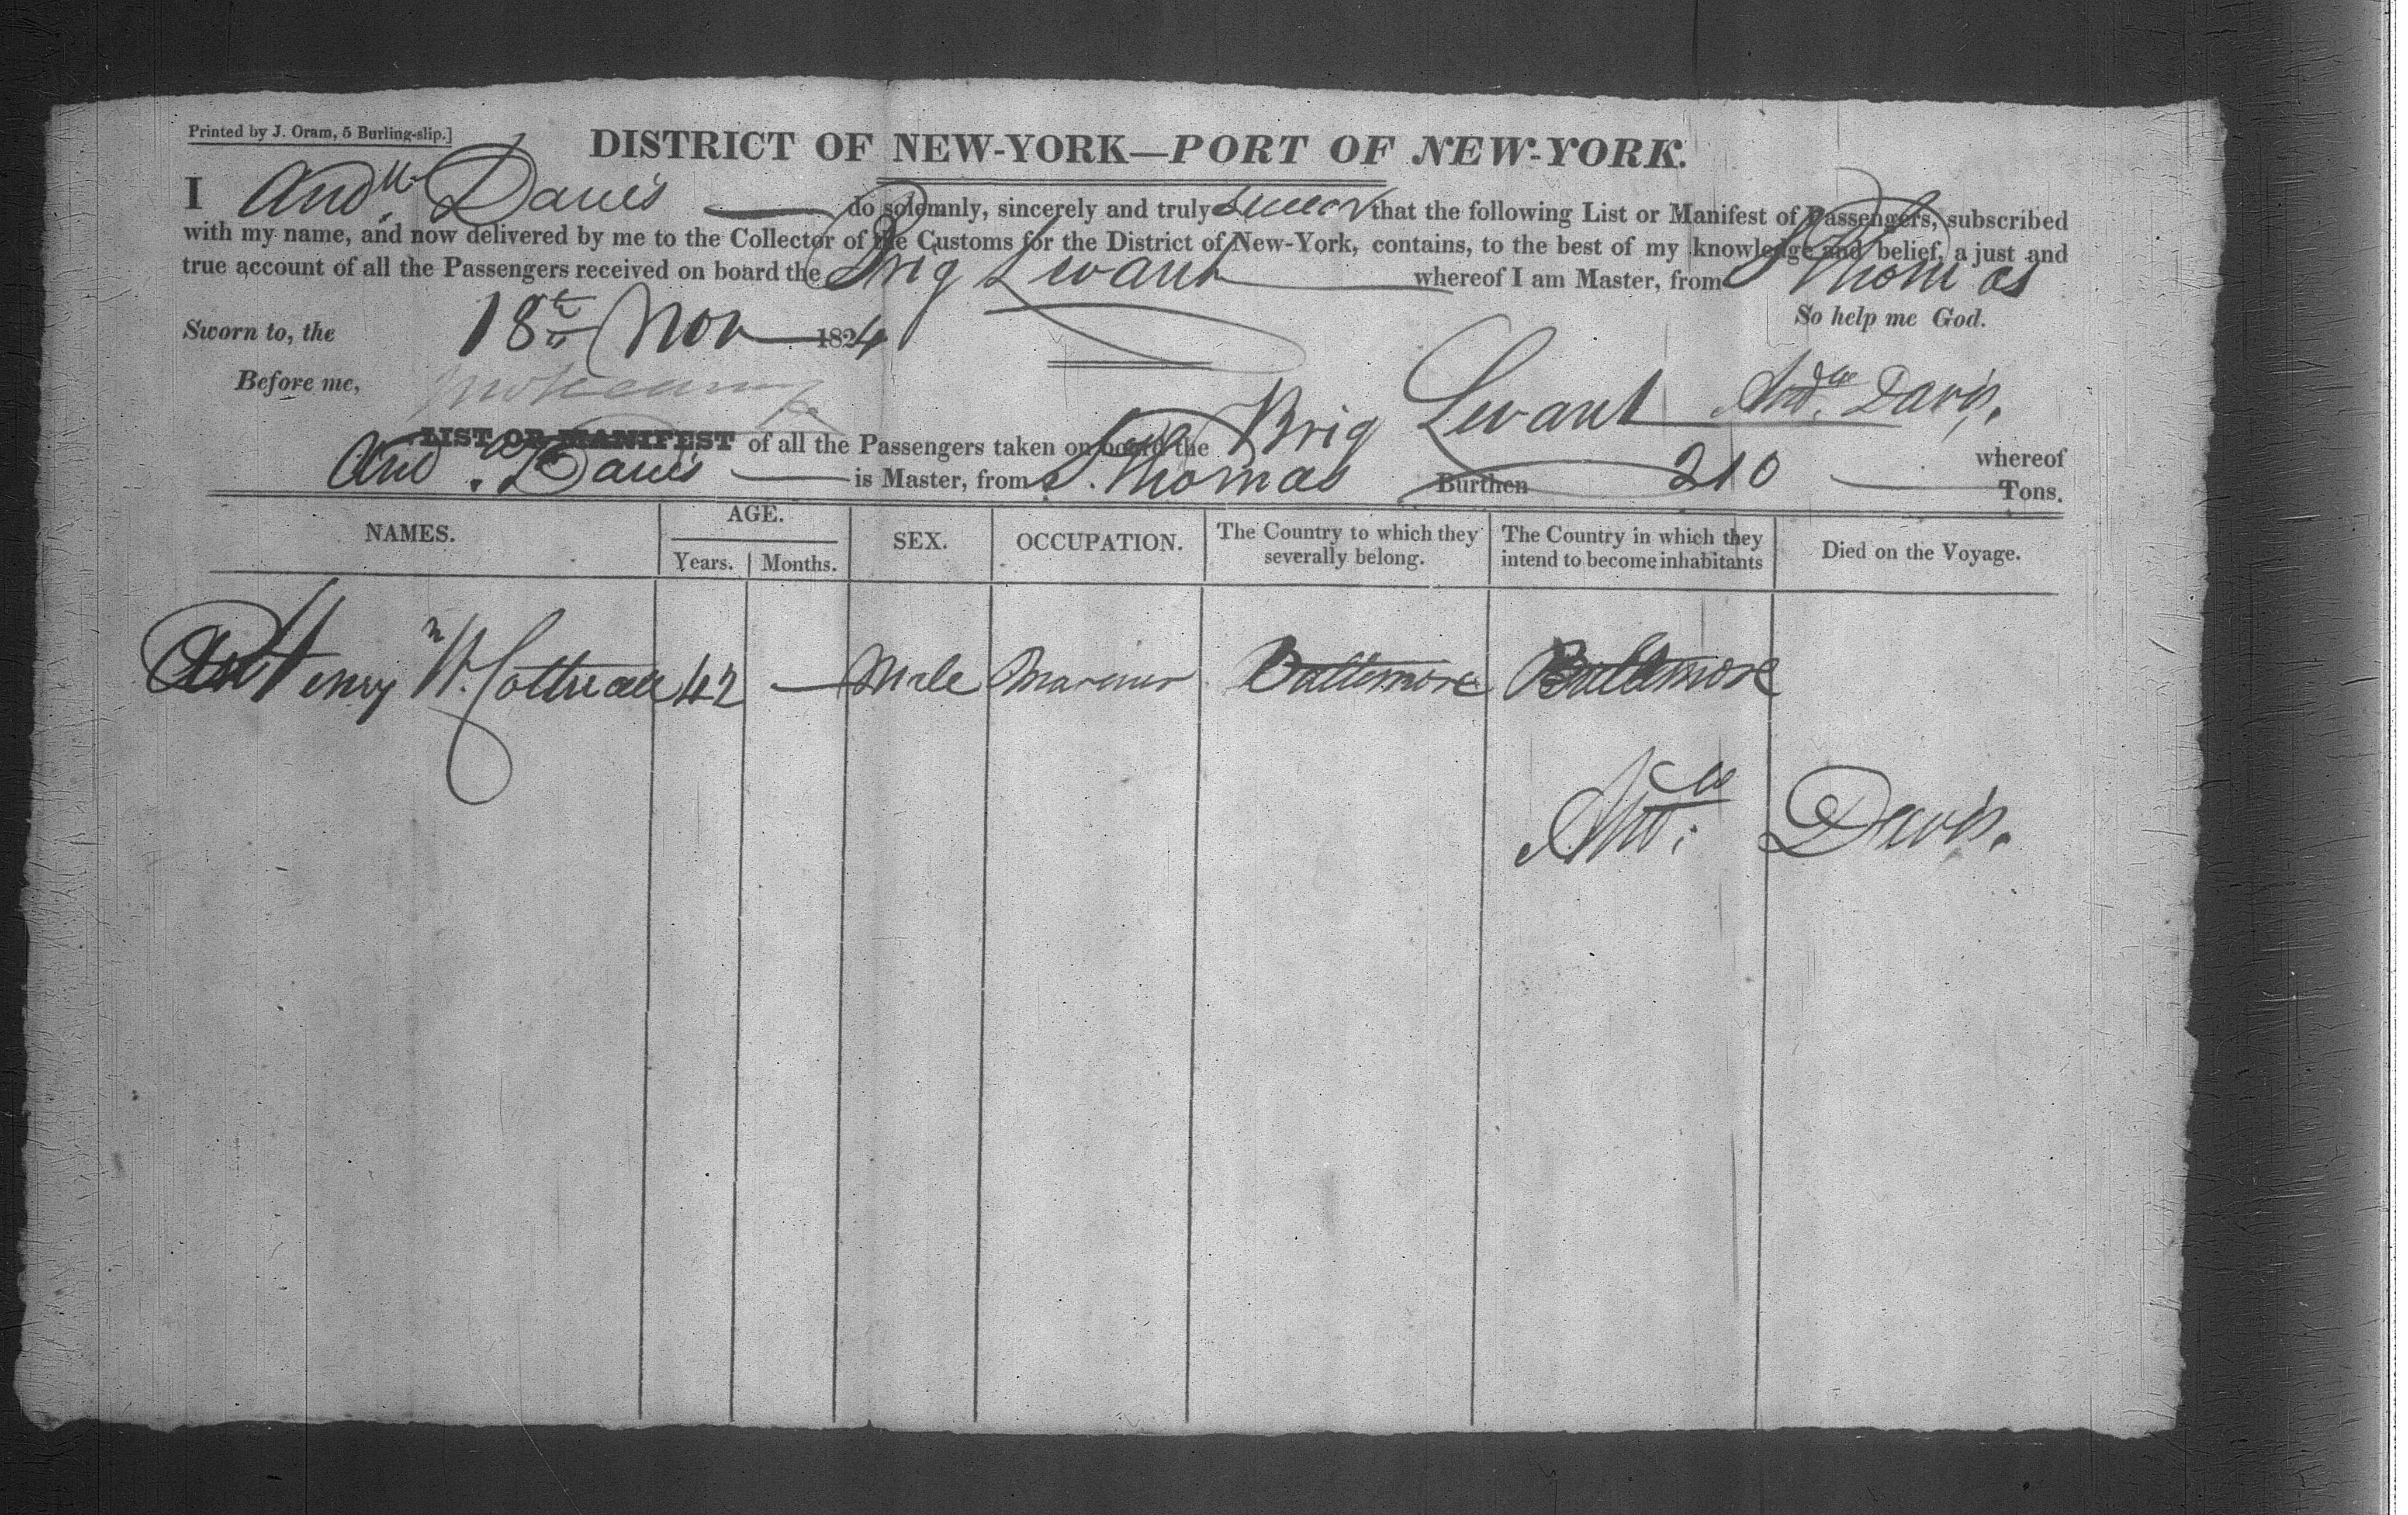 Printed by J. Oram, 5 Burling-slip.]
DISTRICT OF NEW-YORK—PORT OF NEW-YORK.
I Andw Davis do solemnly, sincerely and truly swear that the following List or Manifest of Passengers, subscribed
with my name, and now delivered by me to the Collector of the Customs for the District of New-York, contains, to the best of my knowledge and belief, a just and
true account of all the Passengers received on board the Brig Levant whereof I am Master, from St Thomas
So help me God.
Sworn to, the 18th Nov 1824
Before me,
Andw Davis.
LIST OR MANIFEST of all the Passengers taken on board the Brig Levant whereof
Andw Davis is Master, from St. Thomas Burthen 210 Tons.
NAMES. AGE. SEX. OCCUPATION. The Country to which they severally belong. The Country in which they intend to become inhabitants Died on the Voyage.
Years. Months.
Henry W. 42 — Male Mariner Baltimore Baltimore
Andw Davis.